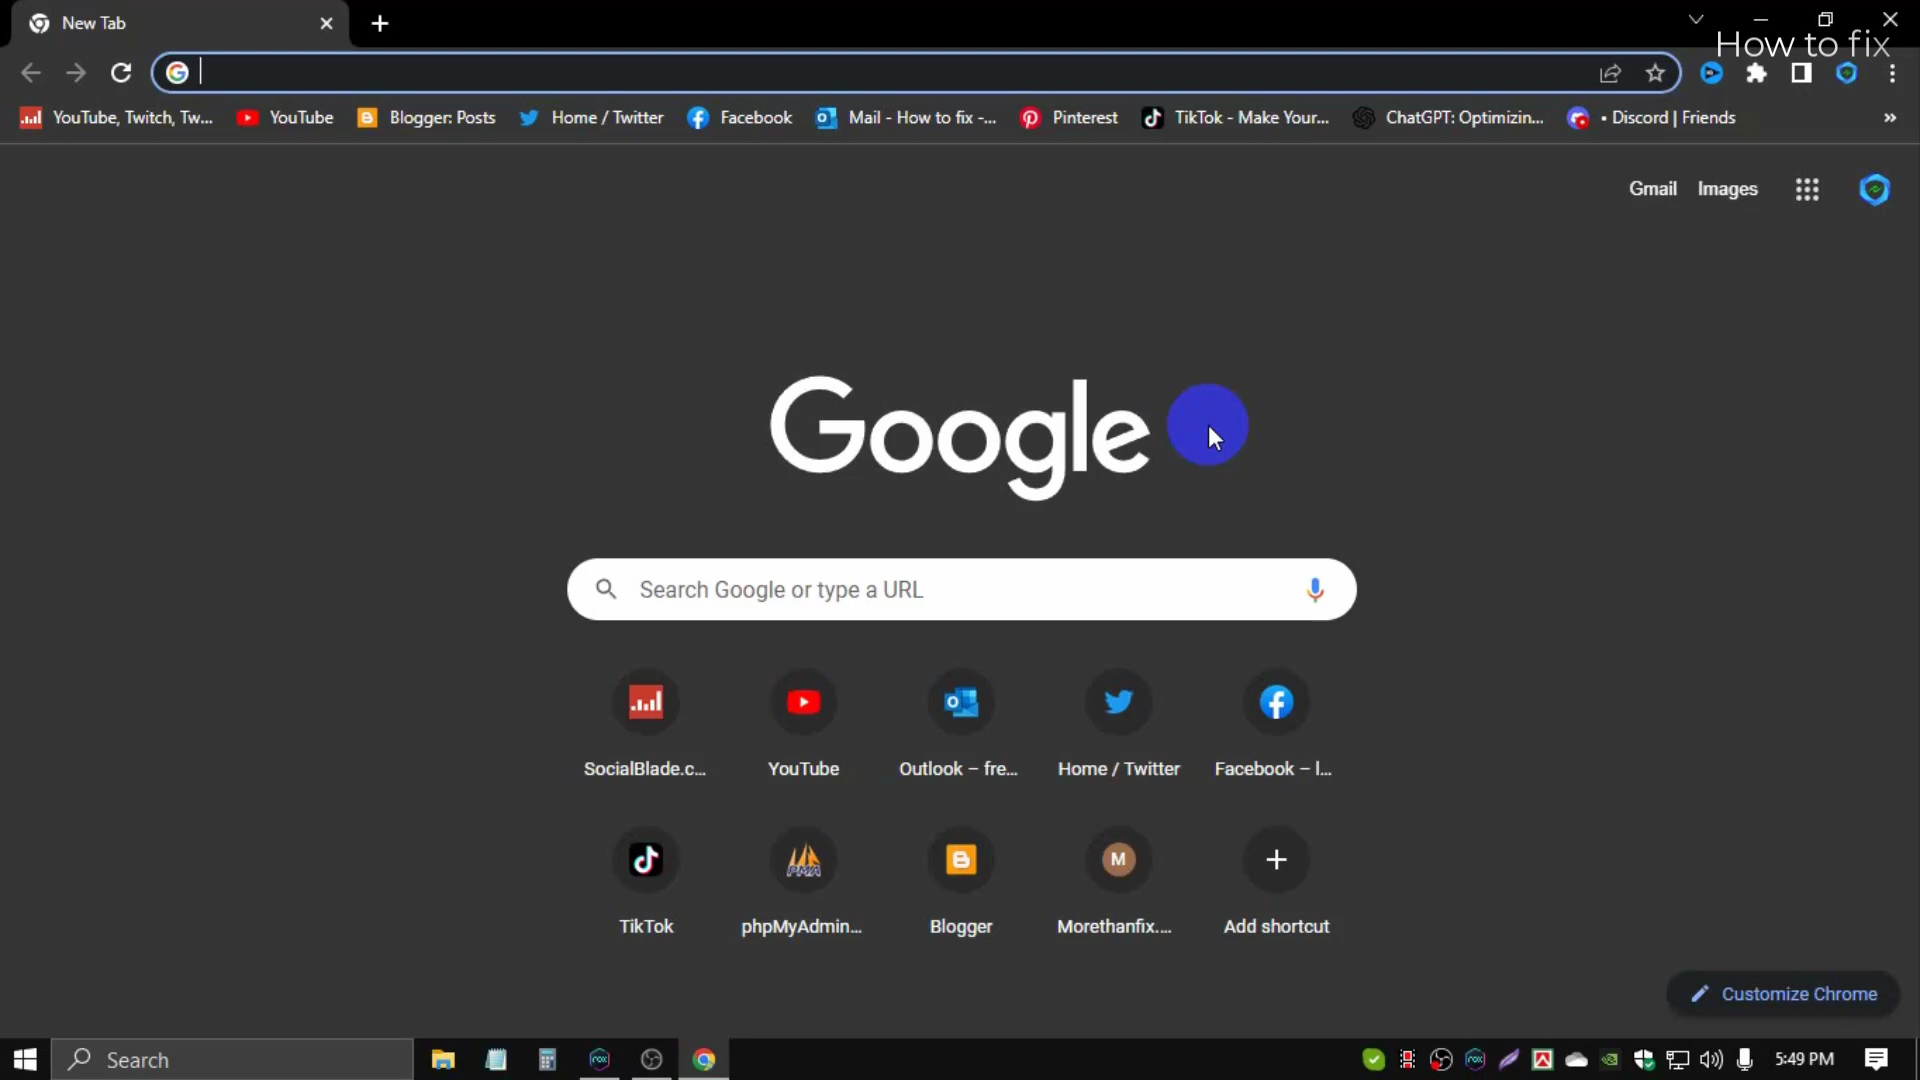 New Tab
How to fix
YouTube, Twitch, Tw...
YouTube
Blogger: Posts
Home / Twitter
Facebook
Mail - How to fix -...
Pinterest
TikTok - Make Your...
ChatGPT: Optimizin...
• Discord | Friends
»
Gmail
Images
Google
Search Google or type a URL
SocialBlade.c...
YouTube
Outlook – fre...
Home / Twitter
Facebook – l...
PMA
M
TikTok
phpMyAdmin...
Blogger
Morethanfix....
Add shortcut
Customize Chrome
Search
5:49 PM